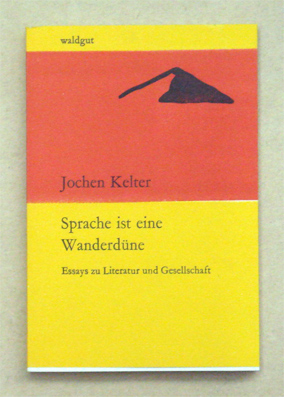 waldgut
Jochen Kelter
Sprache ist eine
Wanderdüne
Essays zu Literatur und Gesellschaft